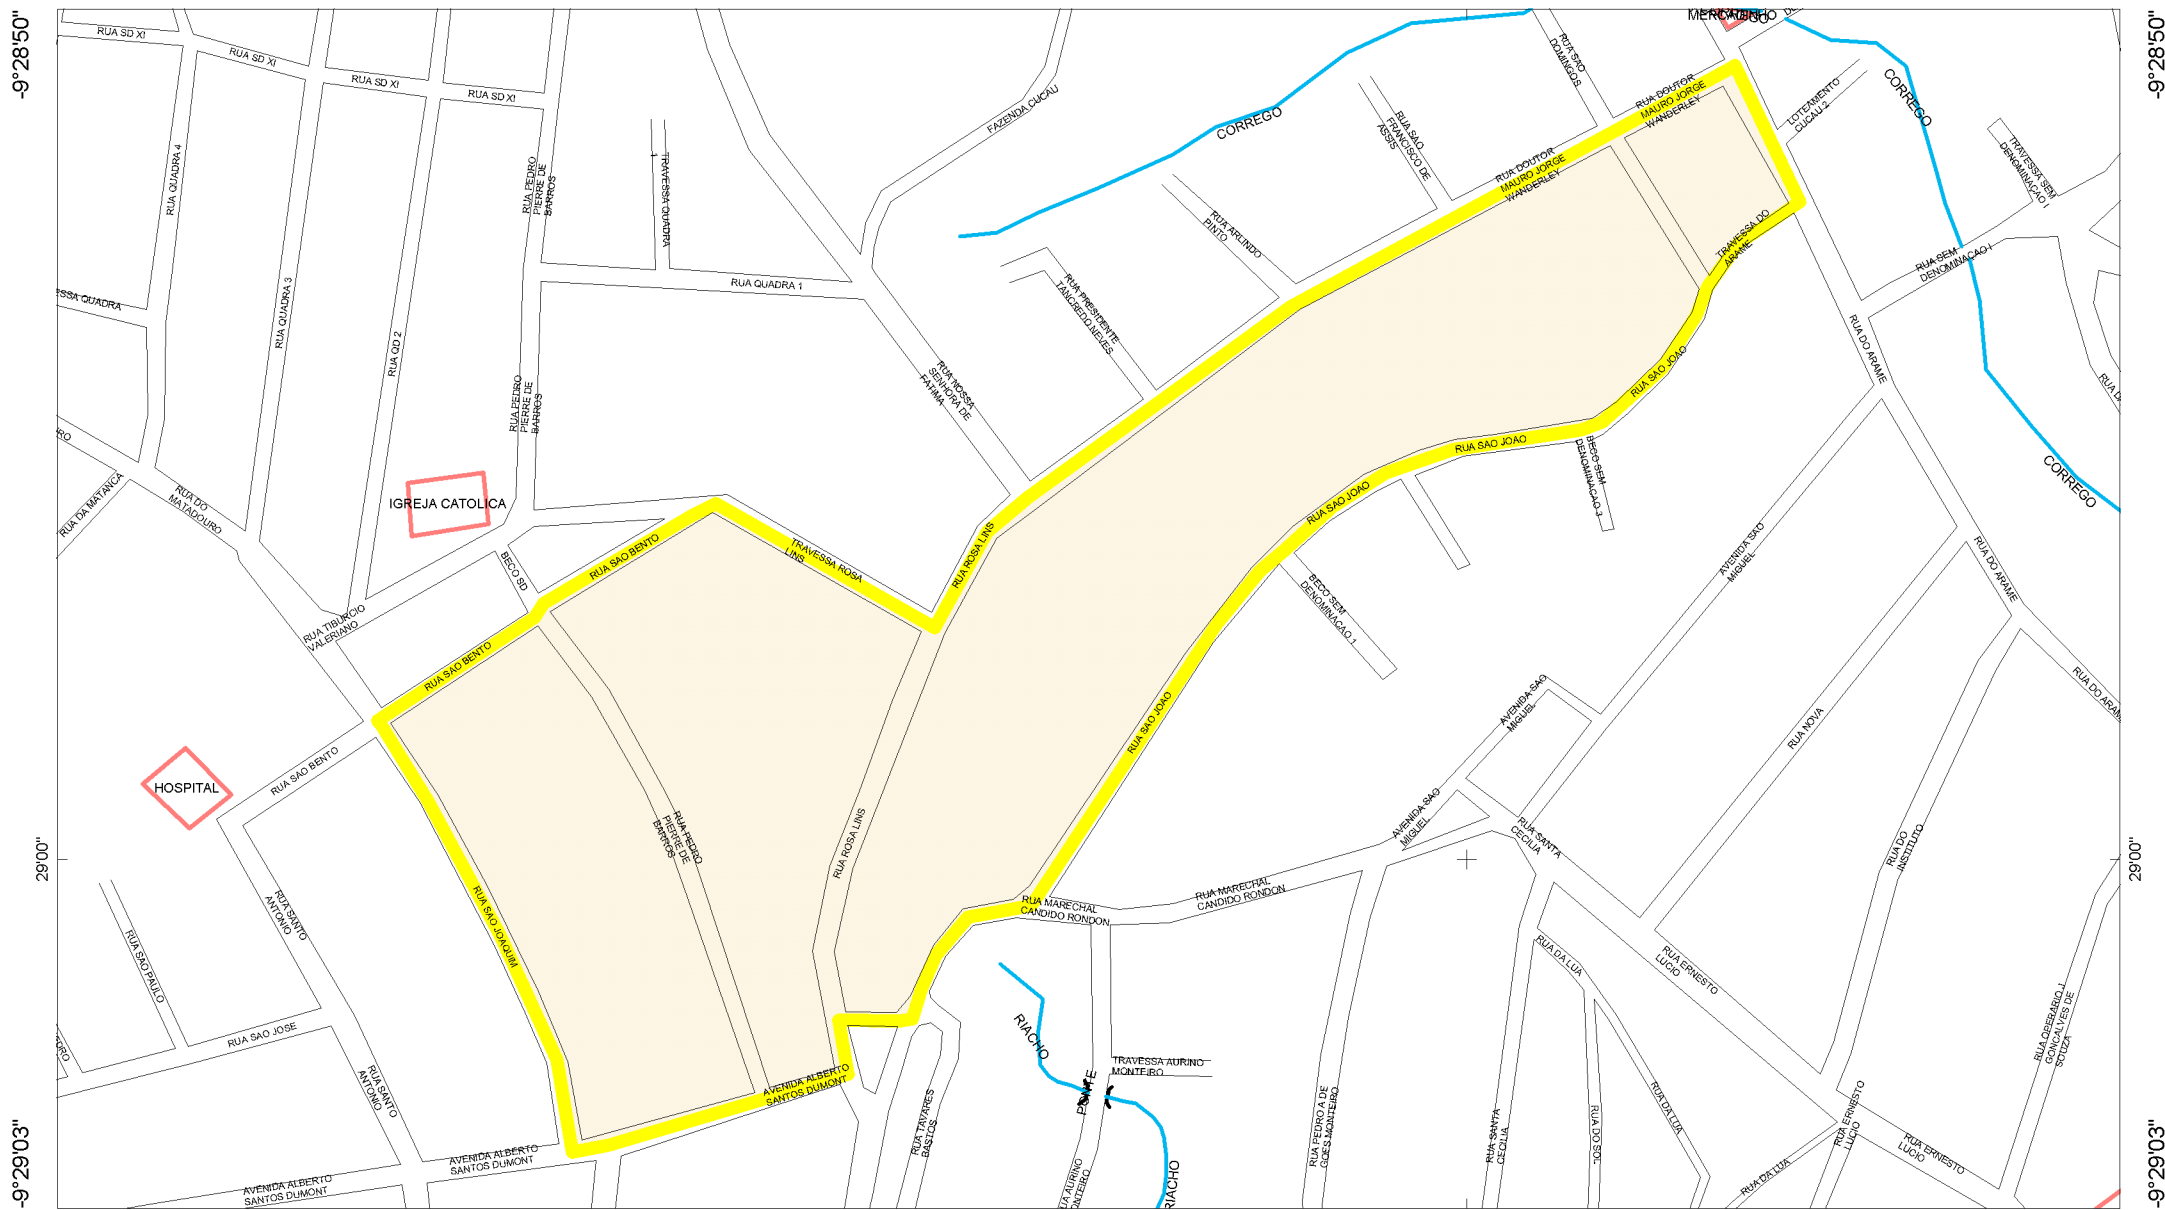 -9°28'50"
-9°28'50"
RUA SD XI
RUA SD XI
RUA SD XI
RUA SD XI
MERCADINHO
RUA SAO
DOMINGOS
RUA DOUTOR
MAURO JORGE
WANDERLEY
LOTEAMENTO
CUCAU 2
CORREGO
FAZENDA CUCAU
CORREGO
RUA SAO
FRANCISCO DE
ASSIS
RUA DOUTOR
MAURO JORGE
WANDERLEY
TRAVESSA SEM
DENOMINACAO I
RUA QUADRA 4
RUA PEDRO
PIERRE DE
BARROS
TRAVESSA QUADRA
1
RUA ARLINDO
PINTO
TRAVESSA DO
ARAME
RUA SEM
DENOMINACAO I
RUA QUADRA 1
ESSA QUADRA
RUA QUADRA 3
RUA QD 2
RUA PRESIDENTE
TANCREDO NEVES
RUA DO ARAME
RUA SAO JOAO
RUA D
RUA PEDRO
PIERRE DE
BARROS
RUA NOSSA
SENHORA DE
FATIMA
RUA SAO JOAO
BECO SEM
DENOMINACAO 3
CORREGO
RO
RUA DA MATANCA
RUA DO
MATADOURO
IGREJA CATOLICA
RUA SAO JOAO
BECO SD
RUA SAO BENTO
TRAVESSA ROSA
LINS
RUA ROSA LINS
AVENIDA SAO
MIGUEL
RUA DO ARAME
BECO SEM
DENOMINACAO 1
RUA TIBURCIO
VALERIANO
RUA SAO BENTO
RUA SAO JOAO
AVENIDA SAO
MIGUEL
RUA NOVA
RUA DO ARAM
HOSPITAL
RUA SAO BENTO
RUA PEDRO
PIERRE DE
BARROS
RUA ROSA LINS
AVENIDA SAO
MIGUEL
RUA SANTA
CECILIA
RUA DO
INSTITUTO
29'00"
29'00"
RUA SANTO
ANTONIO
RUA SAO JOAQUIM
RUA MARECHAL
CANDIDO RONDON
RUA MARECHAL
CANDIDO RONDON
RUA SAO PAULO
RUA DA LUA
RUA ERNESTO
LUCIO
RUA OPERARIO J
GONCALVES DE
SOUZA
RUA SAO JOSE
DRO
RIACHO
RUA SANTO
ANTONIO
AVENIDA ALBERTO
SANTOS DUMONT
TRAVESSA AURINO
MONTEIRO
PONTE
RUA TAVARES
BASTOS
RUA PEDRO A DE
GOES MONTEIRO
RUA SANTA
CECILIA
RUA DO SOL
RUA DA LUA
RUA ERNESTO
LUCIO
RUA ERNESTO
LUCIO
AVENIDA ALBERTO
SANTOS DUMONT
AVENIDA ALBERTO
SANTOS DUMONT
UA AURINO
ONTEIRO
RIACHO
RUA DA LUA
-9°29'03"
-9°29'03"